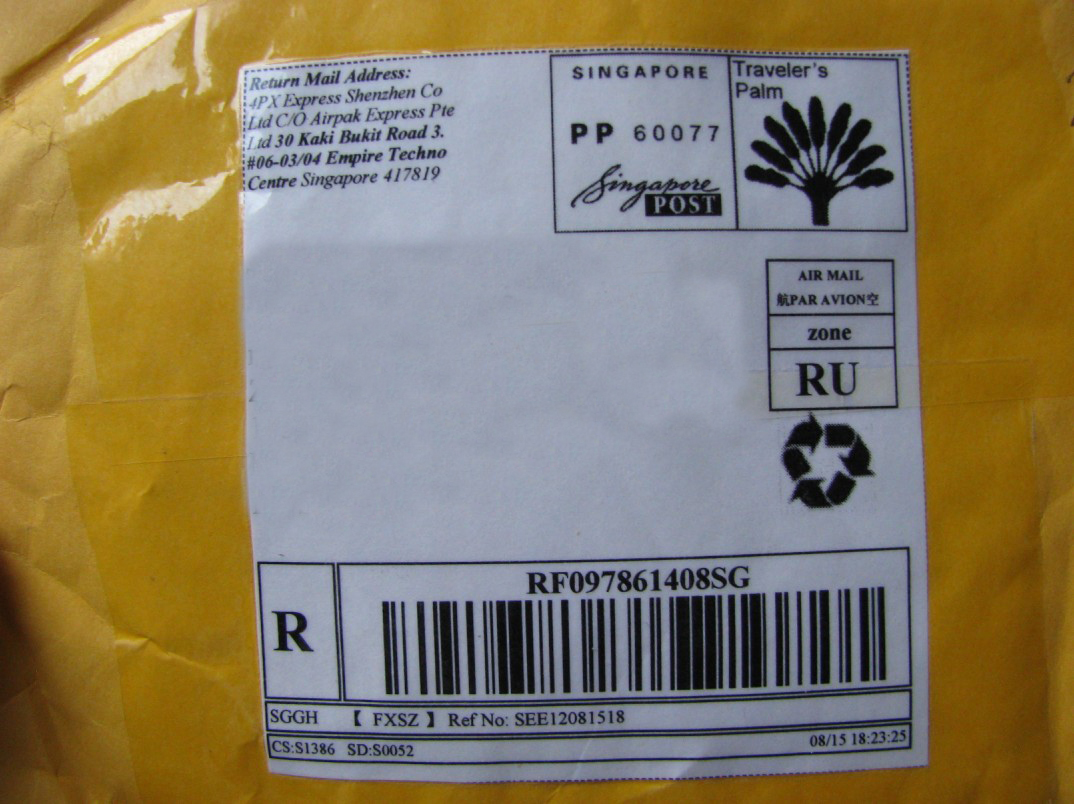 Return Mail Address:
4PX Express Shenzhen Co
Ltd C/O Airpak Express Pte
Ltd 30 Kaki Bukit Road 3.
#06-03/04 Empire Techno
Centre Singapore 417819
SINGAPORE
PP 60077
Singapore
POST
Traveler's
Palm
AIR MAIL
航PAR AVION空
zone
RU
RF097861408SG
R
SGGH 【 FXSZ 】 Ref No: SEE12081518
CS:S1386 SD:S0052 08/15 18:23:25